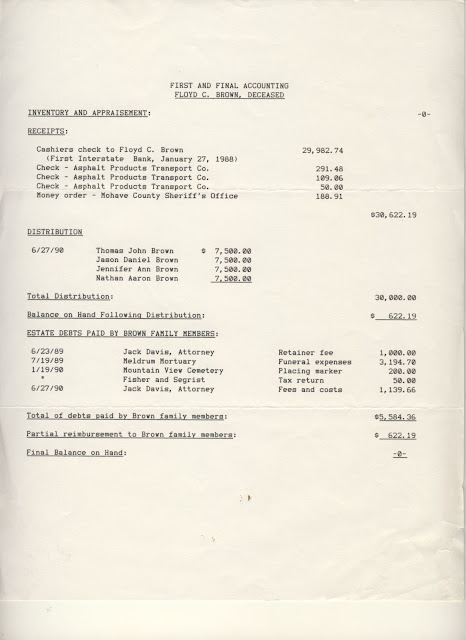 FIRST AND FINAL ACCOUNTING
FLOYD C. BROWN, DECEASED
INVENTORY AND APPRAISEMENT: -0-
RECEIPTS:
Cashiers check to Floyd C. Brown 29,982.74
(First Interstate Bank, January 27, 1988)
Check - Asphalt Products Transport Co. 291.48
Check - Asphalt Products Transport Co. 109.06
Check - Asphalt Products Transport Co. 50.00
Money order - Mohave County Sheriff's Office 188.91
$30,622.19
DISTRIBUTION
6/27/90 Thomas John Brown $ 7,500.00
Jason Daniel Brown 7,500.00
Jennifer Ann Brown 7,500.00
Nathan Aaron Brown 7,500.00
Total Distribution: 30,000.00
Balance on Hand Following Distribution: $ 622.19
ESTATE DEBTS PAID BY BROWN FAMILY MEMBERS:
6/23/89 Jack Davis, Attorney Retainer fee 1,000.00
7/19/89 Meldrum Mortuary Funeral expenses 3,194.70
1/19/90 Mountain View Cemetery Placing marker 200.00
" Fisher and Segrist Tax return 50.00
6/27/90 Jack Davis, Attorney Fees and costs 1,139.66
Total of debts paid by Brown family members: $5,584.36
Partial reimbursement to Brown family members: $ 622.19
Final Balance on Hand: -0-